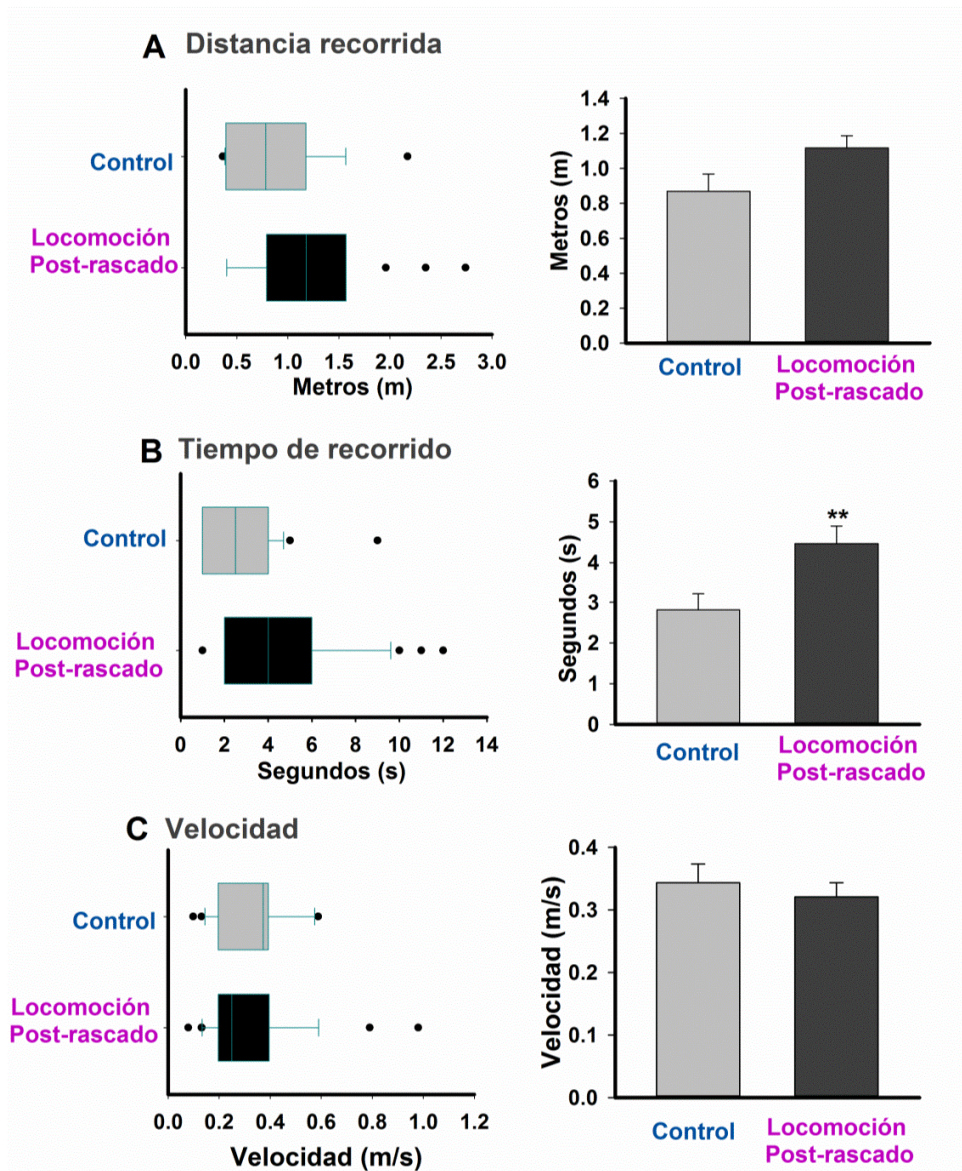 A Distancia recorrida
Control
Locomoción
Post-rascado
0.0 0.5 1.0 1.5 2.0 2.5 3.0
Metros (m)
Metros (m)
1.4
1.2
1.0
0.8
0.6
0.4
0.2
0.0
Control
Locomoción
Post-rascado
B Tiempo de recorrido
Control
Locomoción
Post-rascado
0 2 4 6 8 10 12 14
Segundos (s)
Segundos (s)
6
5
4
3
2
1
0
**
Control
Locomoción
Post-rascado
C Velocidad
Control
Locomoción
Post-rascado
0.0 0.2 0.4 0.6 0.8 1.0 1.2
Velocidad (m/s)
Velocidad (m/s)
0.4
0.3
0.2
0.1
0.0
Control
Locomoción
Post-rascado